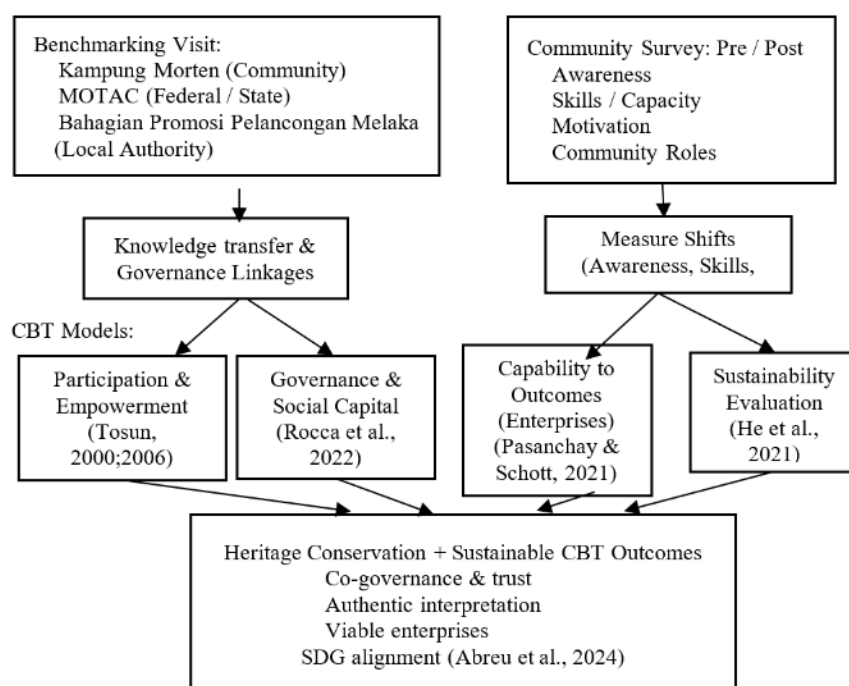 Benchmarking Visit:
Kampung Morten (Community)
MOTAC (Federal / State)
Bahagian Promosi Pelancongan Melaka
(Local Authority)
Community Survey: Pre / Post
Awareness
Skills / Capacity
Motivation
Community Roles
Knowledge transfer &
Governance Linkages
Measure Shifts
(Awareness, Skills,
CBT Models:
Participation &
Empowerment
(Tosun,
2000;2006)
Governance &
Social Capital
(Rocca et al.,
2022)
Capability to
Outcomes
(Enterprises)
(Pasanchay &
Schott, 2021)
Sustainability
Evaluation
(He et al.,
2021)
Heritage Conservation + Sustainable CBT Outcomes
Co-governance & trust
Authentic interpretation
Viable enterprises
SDG alignment (Abreu et al., 2024)